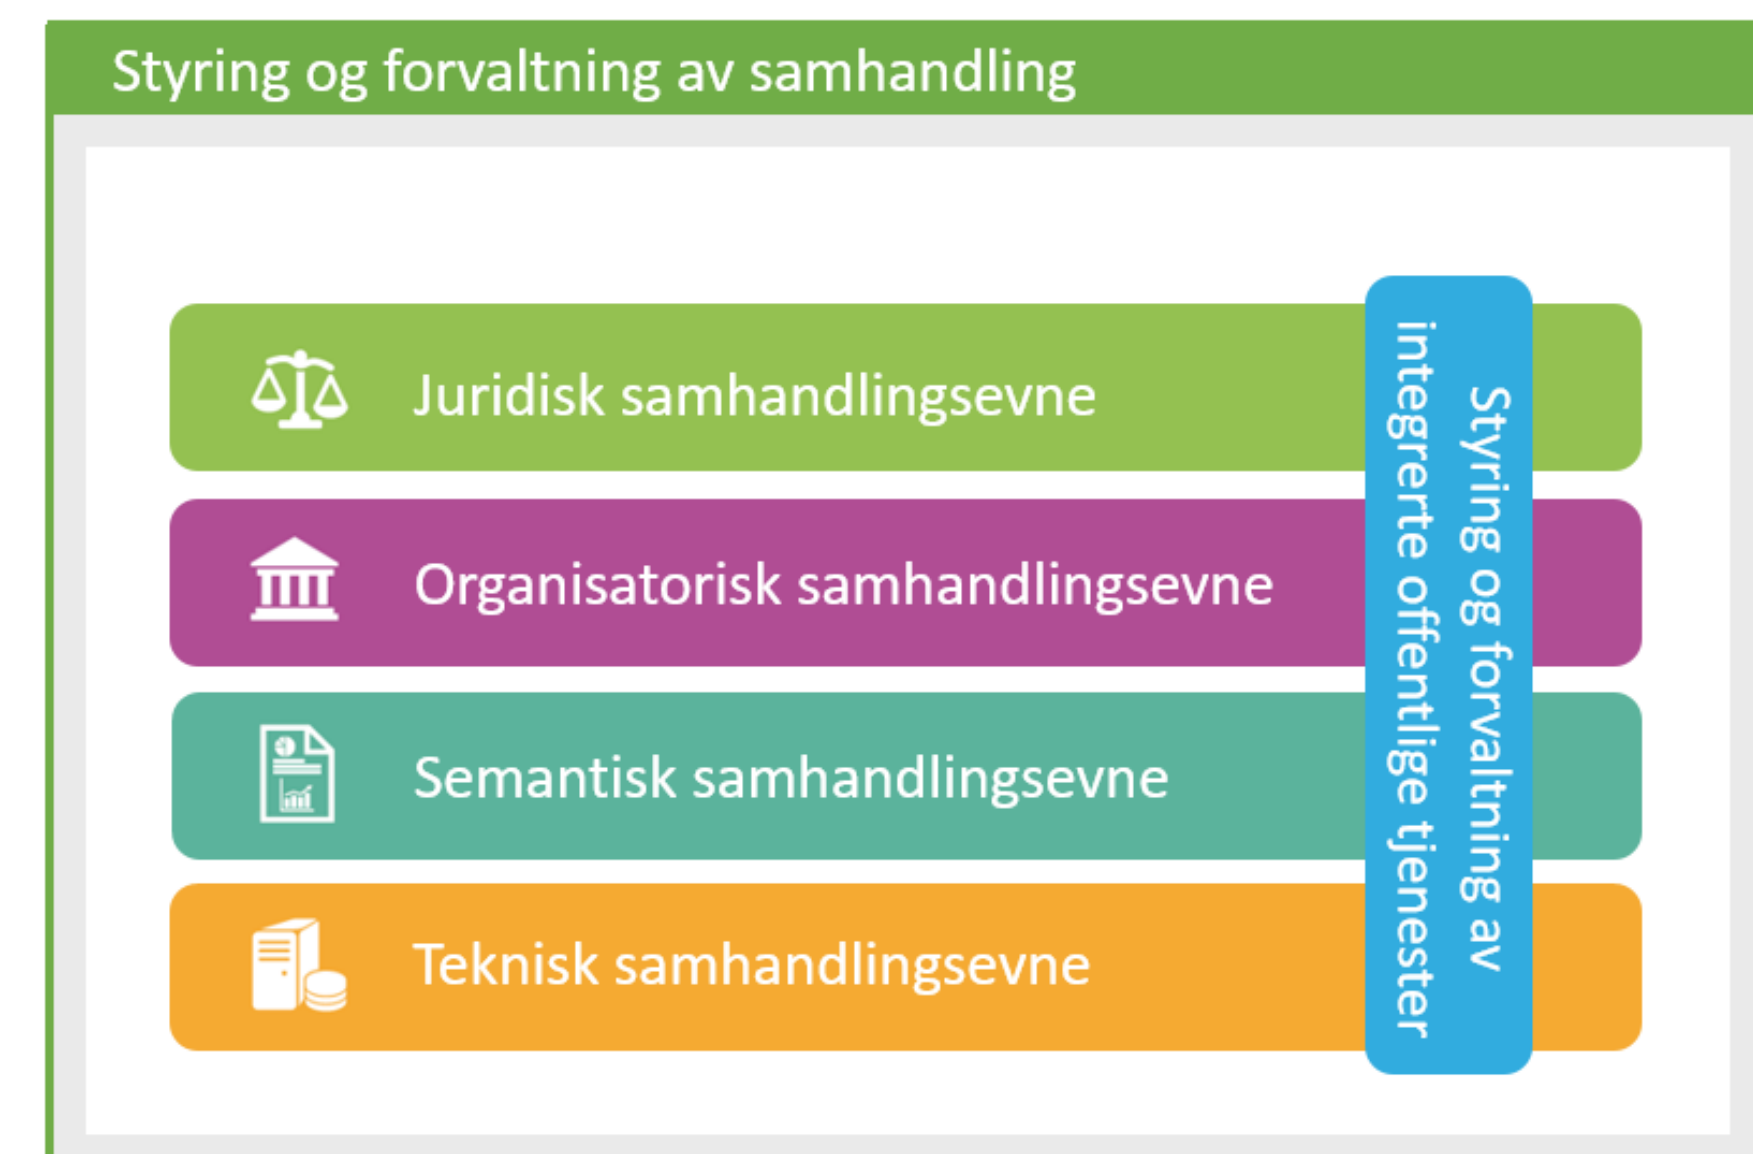 Styring og forvaltning av samhandling
Juridisk samhandlingsevne
Organisatorisk samhandlingsevne
Semantisk samhandlingsevne
Teknisk samhandlingsevne
Styring og forvaltning av
integrerte offentlige tjenester